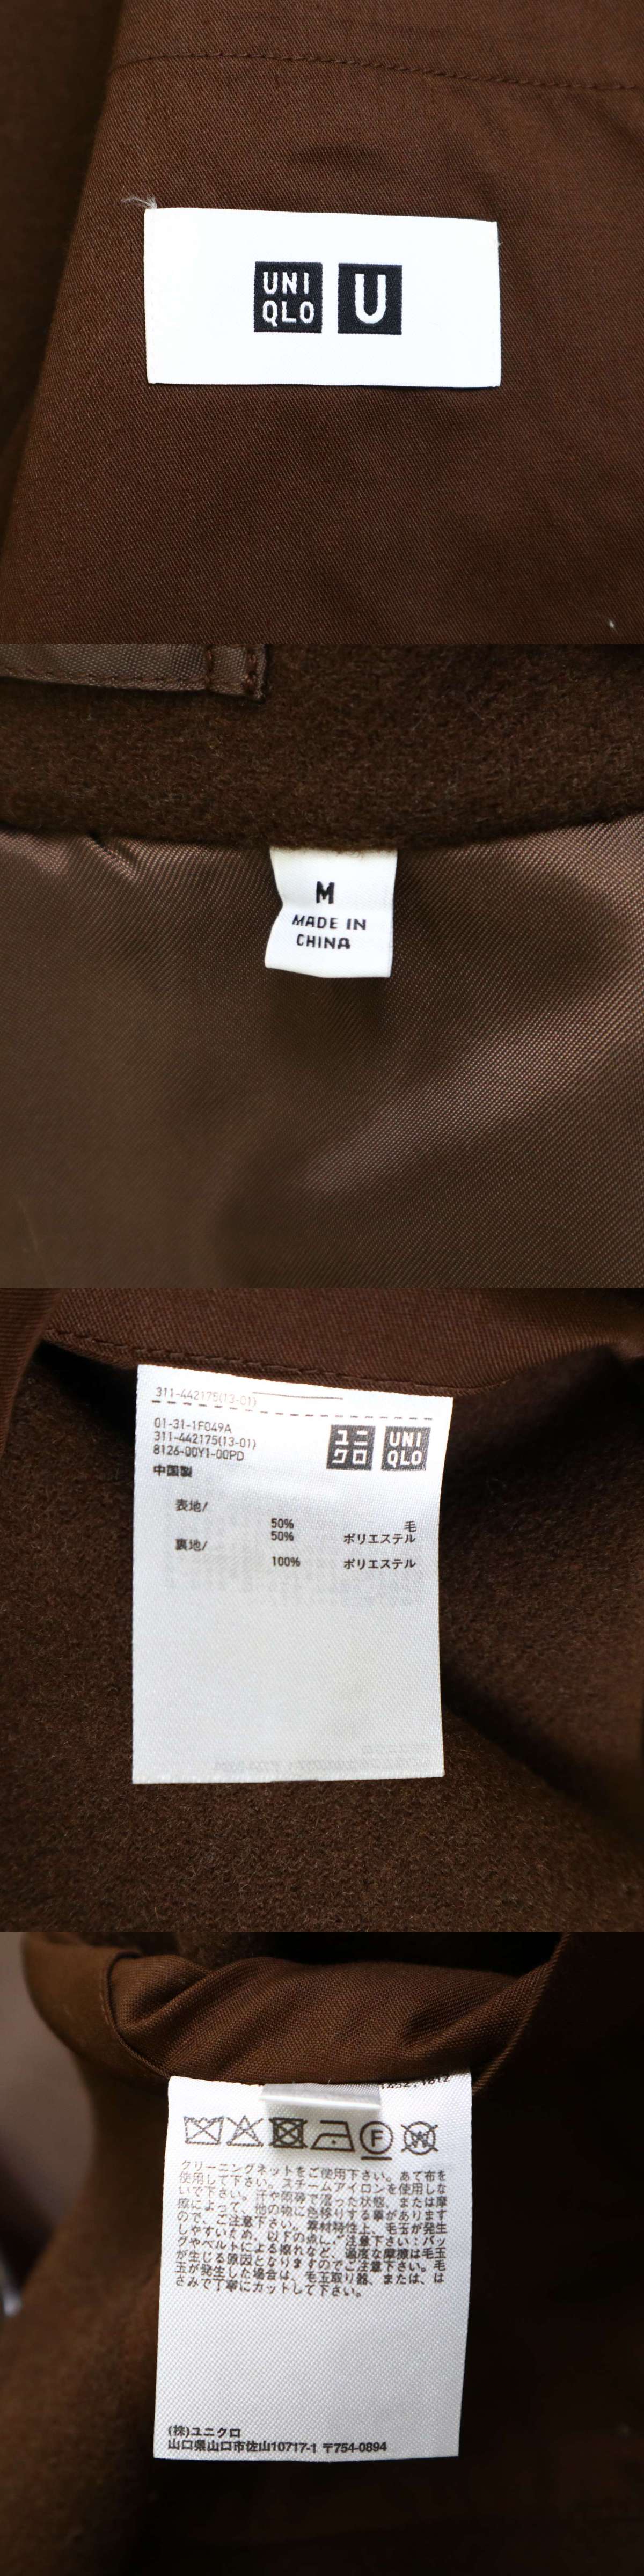 UNI
QLO
U
M
MADE IN
CHINA
311-442175(13-01)
01-31-1F049A
311-442175(13-01)
8126-00Y1-00PD
中国製
ユニ
クロ
UNI
QLO
表地/
50% 毛
50% ポリエステル
裏地/
100% ポリエステル
F
W
クリーニングネットをご使用下さい。あて布を
使用して下さい。スチームアイロンを使用しな
いで下さい。汗や雨等で湿った状態、または摩
擦によって、他の物に色移りする事があります
ので、ご注意下さい。素材特性上、毛玉が発生
しやすいため、以下の点にご注意下さい：バッ
グやベルトによる擦れなど、過度な摩擦は毛玉
が生じる原因となりますのでご注意下さい。毛
玉が発生した場合は、毛玉取り器、または、は
さみで丁寧にカットして下さい。
(株)ユニクロ
山口県山口市佐山10717-1 〒754-0894